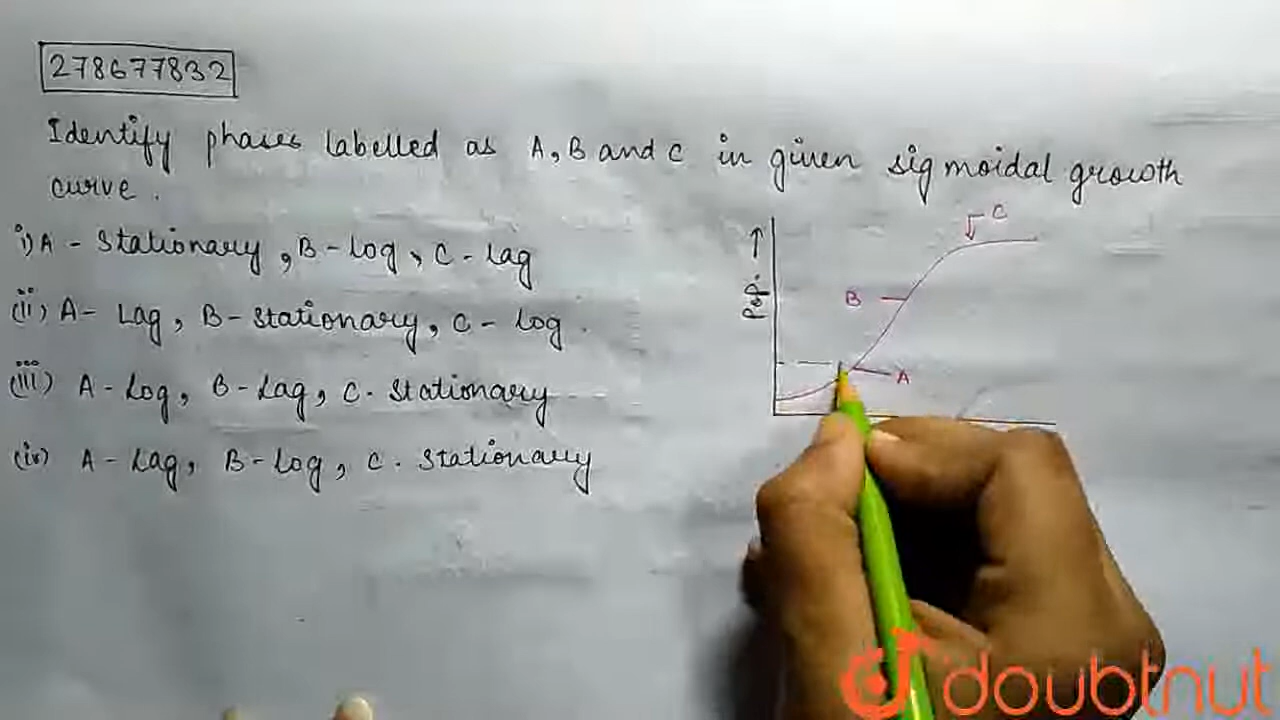 278677832
Identify phases labelled as A, B and C in given sigmoidal growth
curve.
i) A - Stationary, B - Log, C - Lag
(ii) A - Lag, B - Stationary, C - Log.
(iii) A - Log, B - Lag, C. Stationary
(iv) A - Lag, B - Log, C. Stationary
Pop. →
C
B
A
doubtnut